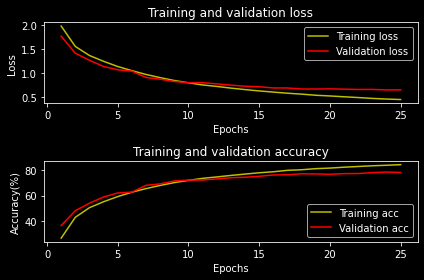 Training and validation loss
2.0
1.5
1.0
0.5
Loss
Training loss
Validation loss
0 5 10 15 20 25
Epochs
Training and validation accuracy
80
60
40
Accuracy(%)
Training acc
Validation acc
0 5 10 15 20 25
Epochs